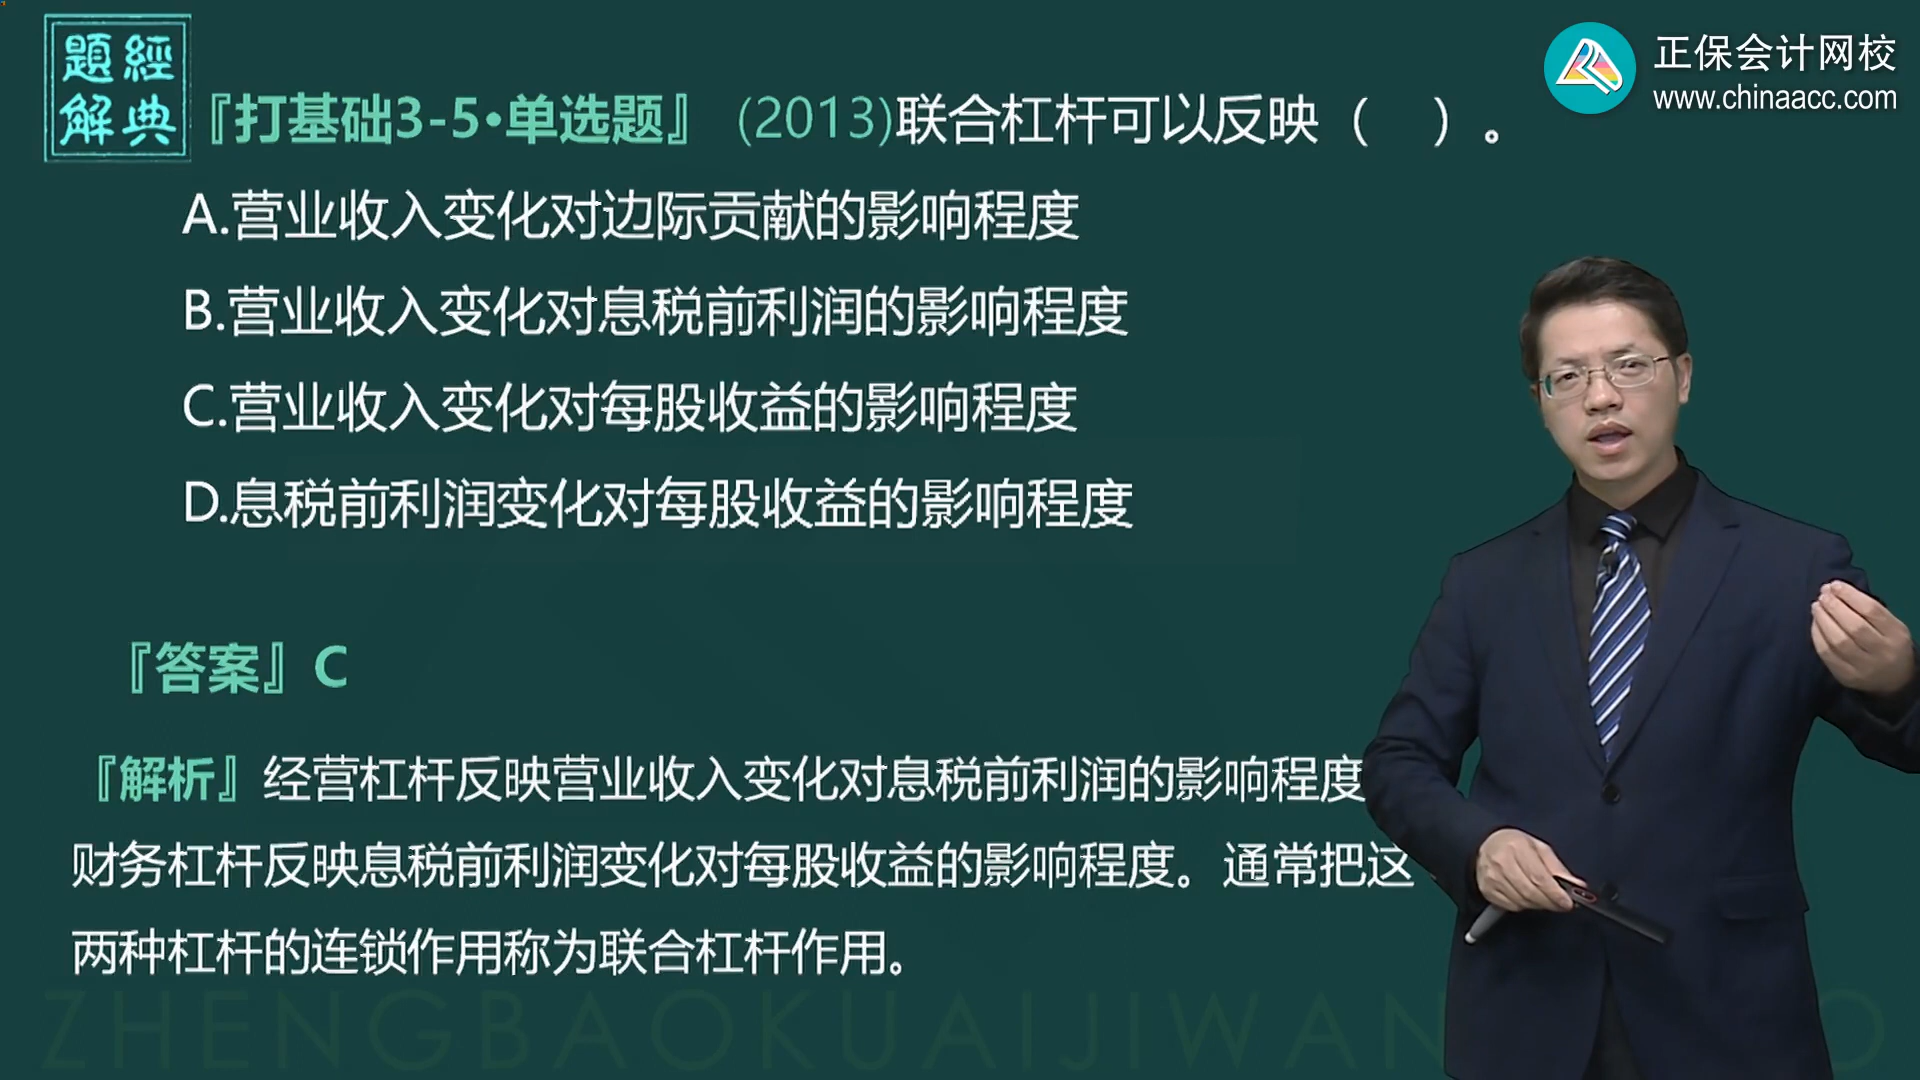 經典題解
正保会计网校
www.chinaacc.com
『打基础3-5•单选题』 (2013)联合杠杆可以反映（ ）。
A.营业收入变化对边际贡献的影响程度
B.营业收入变化对息税前利润的影响程度
C.营业收入变化对每股收益的影响程度
D.息税前利润变化对每股收益的影响程度
『答案』C
『解析』经营杠杆反映营业收入变化对息税前利润的影响程度
财务杠杆反映息税前利润变化对每股收益的影响程度。通常把这
两种杠杆的连锁作用称为联合杠杆作用。
ZHENGBAOKUAIJIWAN O